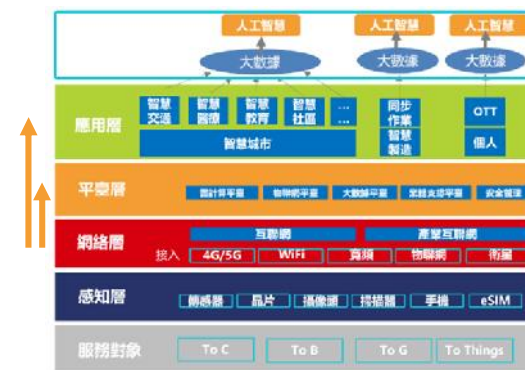 人工智慧 人工智慧 人工智慧
大數據 大數據 大數據
應用層
智慧交通 智慧醫療 智慧教育 智慧社區 ... ...
智慧城市
同步作業
智慧製造
OTT
個人
平臺層
雲計算平臺 物聯網平臺 大數據平臺 業務支撐平臺 安全管理
網絡層
互聯網 產業互聯網
接入 4G/5G WiFi 寬頻 物聯網 衛星
感知層
傳感器 晶片 攝像頭 掃描器 手機 eSIM
服務對象
To C To B To G To Things